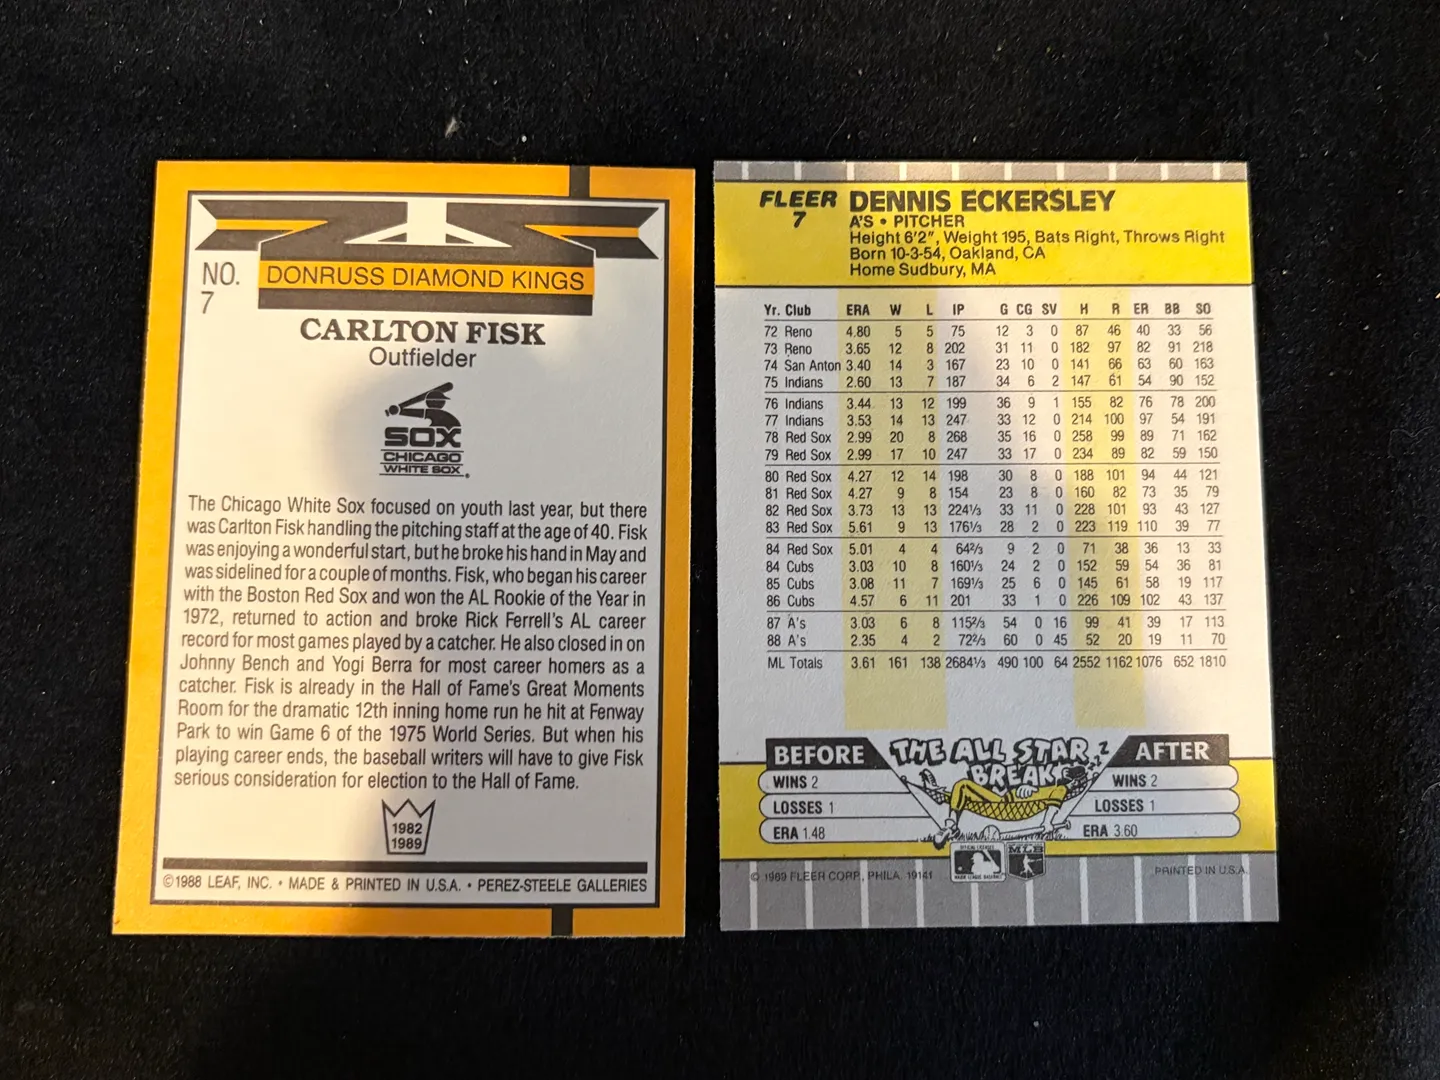 NO.
7
DONRUSS DIAMOND KINGS
CARLTON FISK
Outfielder
SOX
CHICAGO
WHITE SOX
The Chicago White Sox focused on youth last year, but there
was Carlton Fisk handling the pitching staff at the age of 40. Fisk
was enjoying a wonderful start, but he broke his hand in May and
was sidelined for a couple of months. Fisk, who began his career
with the Boston Red Sox and won the AL Rookie of the Year in
1972, returned to action and broke Rick Ferrell's AL career
record for most games played by a catcher. He also closed in on
Johnny Bench and Yogi Berra for most career homers as a
catcher. Fisk is already in the Hall of Fame's Great Moments
Room for the dramatic 12th inning home run he hit at Fenway
Park to win Game 6 of the 1975 World Series. But when his
playing career ends, the baseball writers will have to give Fisk
serious consideration for election to the Hall of Fame.
1982
1989
©1988 LEAF, INC. • MADE & PRINTED IN U.S.A. • PEREZ-STEELE GALLERIES
FLEER
7
DENNIS ECKERSLEY
A'S • PITCHER
Height 6'2", Weight 195, Bats Right, Throws Right
Born 10-3-54, Oakland, CA
Home Sudbury, MA
Yr. Club ERA W L IP G CG SV H R ER BB SO
72 Reno 4.80 5 5 75 12 3 0 87 46 40 33 56
73 Reno 3.65 12 8 202 31 11 0 182 97 82 91 218
74 San Anton 3.40 14 3 167 23 10 0 141 66 63 60 163
75 Indians 2.60 13 7 187 34 6 2 147 61 54 90 152
76 Indians 3.44 13 12 199 36 9 1 155 82 76 78 200
77 Indians 3.53 14 13 247 33 12 0 214 100 97 54 191
78 Red Sox 2.99 20 8 268 35 16 0 258 99 89 71 162
79 Red Sox 2.99 17 10 247 33 17 0 234 89 82 59 150
80 Red Sox 4.27 12 14 198 30 8 0 188 101 94 44 121
81 Red Sox 4.27 9 8 154 23 8 0 160 82 73 35 79
82 Red Sox 3.73 13 13 224⅓ 33 11 0 228 101 93 43 127
83 Red Sox 5.61 9 13 176⅓ 28 2 0 223 119 110 39 77
84 Red Sox 5.01 4 4 64⅔ 9 2 0 71 38 36 13 33
84 Cubs 3.03 10 8 160⅓ 24 2 0 152 59 54 36 81
85 Cubs 3.08 11 7 169⅓ 25 6 0 145 61 58 19 117
86 Cubs 4.57 6 11 201 33 1 0 226 109 102 43 137
87 A's 3.03 6 8 115⅔ 54 0 16 99 41 39 17 113
88 A's 2.35 4 2 72⅔ 60 0 45 52 20 19 11 70
ML Totals 3.61 161 138 2684⅓ 490 100 64 2552 1162 1076 652 1810
BEFORE THE ALL STAR BREAK AFTER
zzz
WINS 2 WINS 2
LOSSES 1 LOSSES 1
ERA 1.48 ERA 3.60
MLB
© 1989 FLEER CORP., PHILA. 19141 PRINTED IN U.S.A.